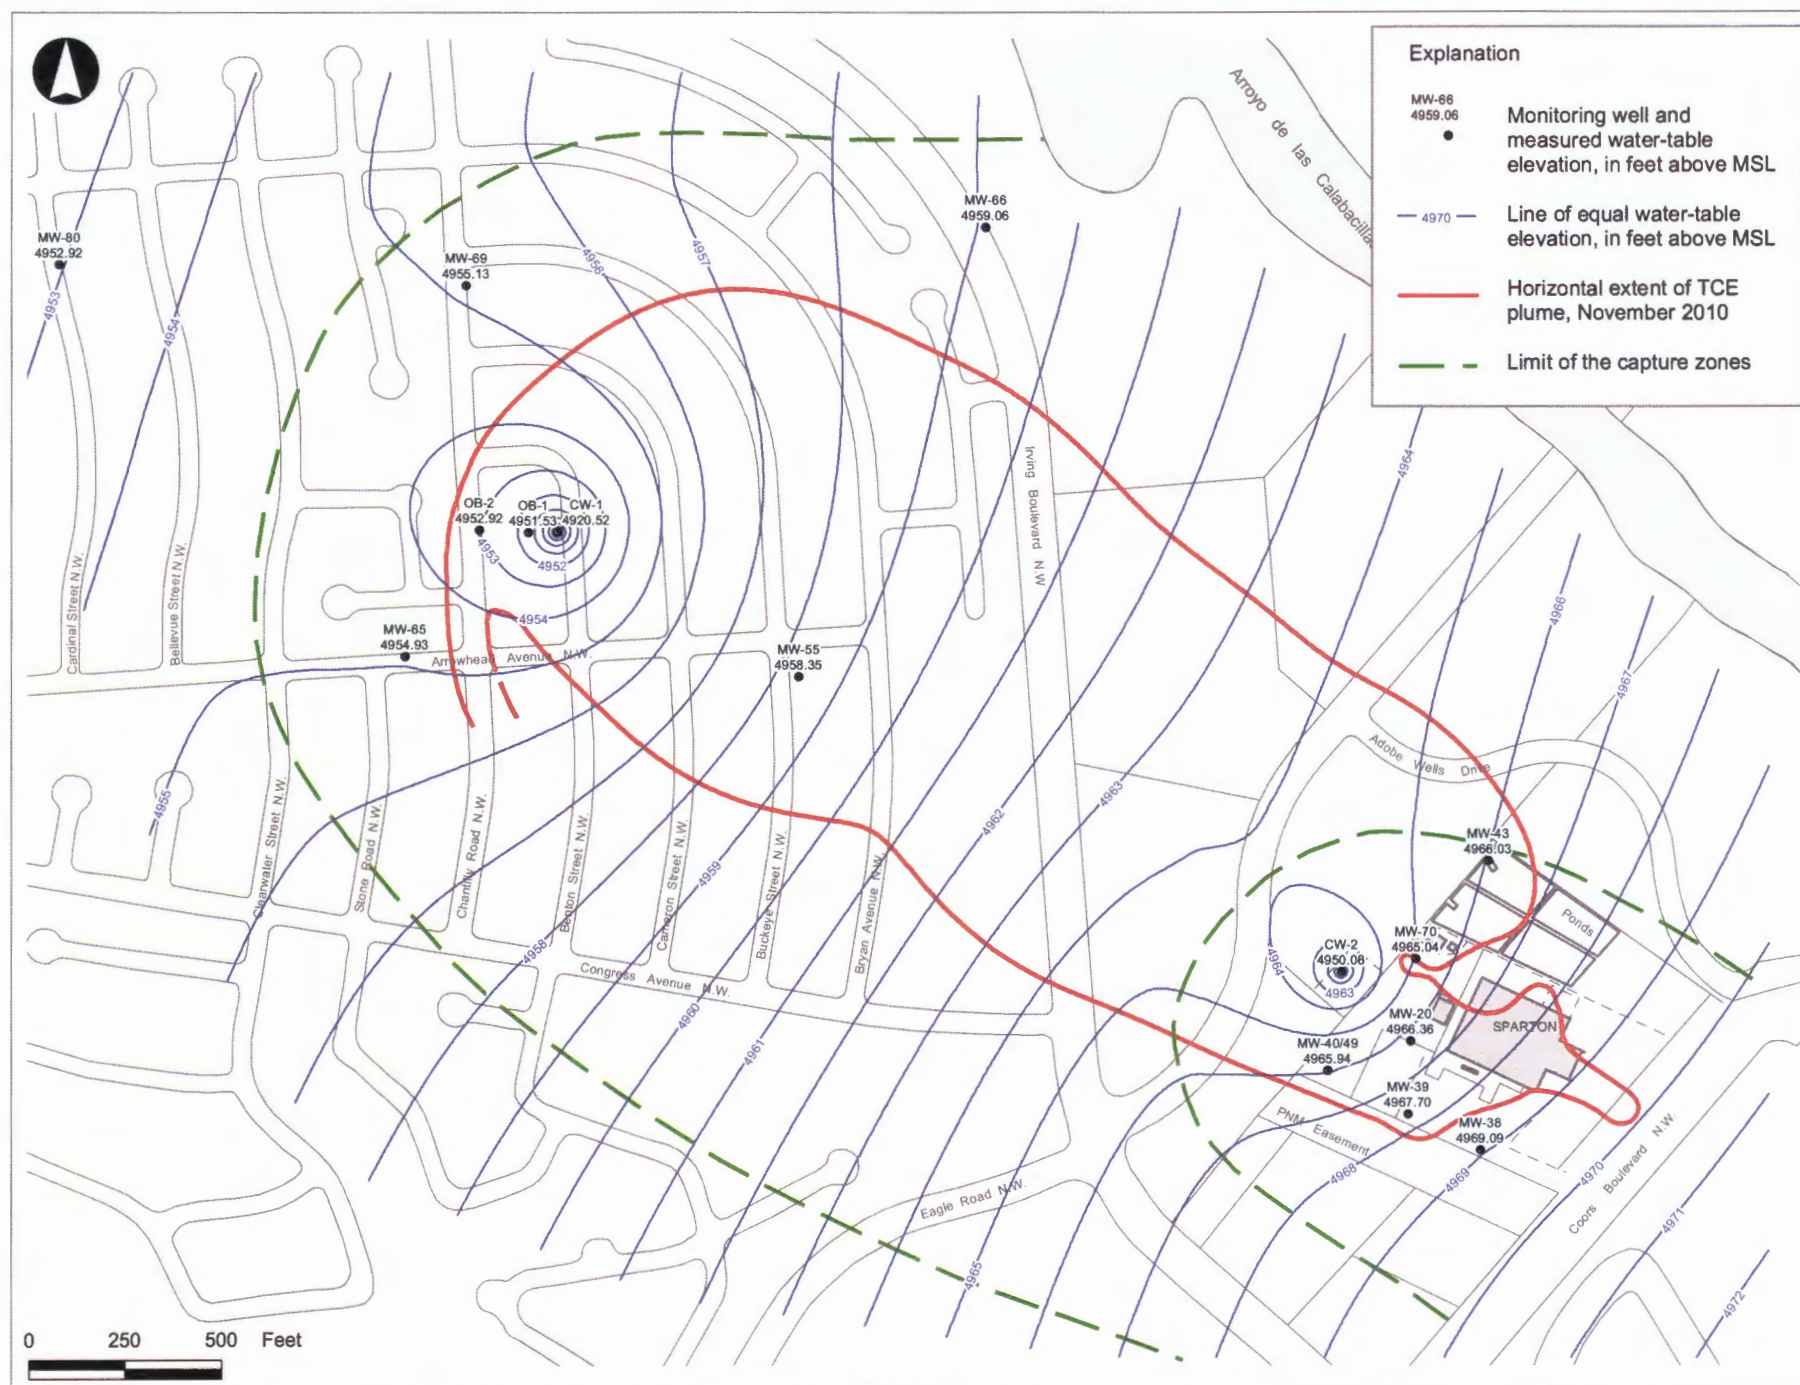 Explanation
MW-66
4959.06
Monitoring well and
measured water-table
elevation, in feet above MSL
4970
Line of equal water-table
elevation, in feet above MSL
Horizontal extent of TCE
plume, November 2010
Limit of the capture zones
Arroyo de las Calabacilla
MW-66
4959.06
MW-80
4952.92
MW-69
4955.13
4953
4954
4956
4957
OB-2
4952.92
OB-1
4951.53
CW-1
4920.52
4953
4952
4954
Irving Boulevard N.W
4964
Cardinal Street N.W.
Bellevue Street N.W.
MW-65
4954.93
Arrowhead Avenue N.W.
MW-55
4958.35
4966
4967
Adobe Wells Drive
4955
Clearwater Street N.W.
Stone Road N.W.
Chantilly Road N.W.
Benton Street N.W.
Cameron Street N.W.
Buckeye Street N.W.
Bryan Avenue N.W.
4959
4962
4963
MW-43
4966.03
Ponds
4958
Congress Avenue N.W.
4960
4961
4964
CW-2
4950.08
4963
MW-70
4965.04
MW-20
4966.36
SPARTON
MW-40/49
4965.94
MW-39
4967.70
MW-38
4969.09
PNM Easement
4968
4969
4970
Coors Boulevard N.W
4971
4972
Eagle Road N.W.
4965
0 250 500 Feet